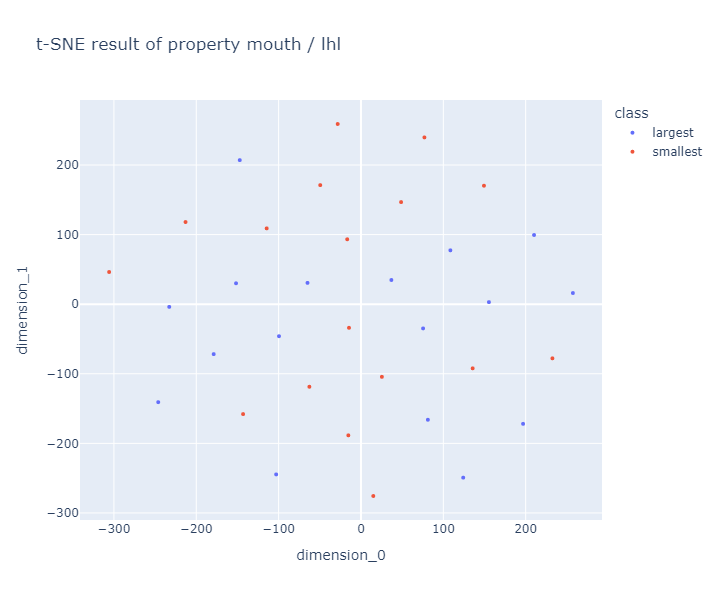 t-SNE result of property mouth / lhl
class
largest
smallest
200
100
0
−100
−200
−300
dimension_1
−300
−200
−100
0
100
200
dimension_0